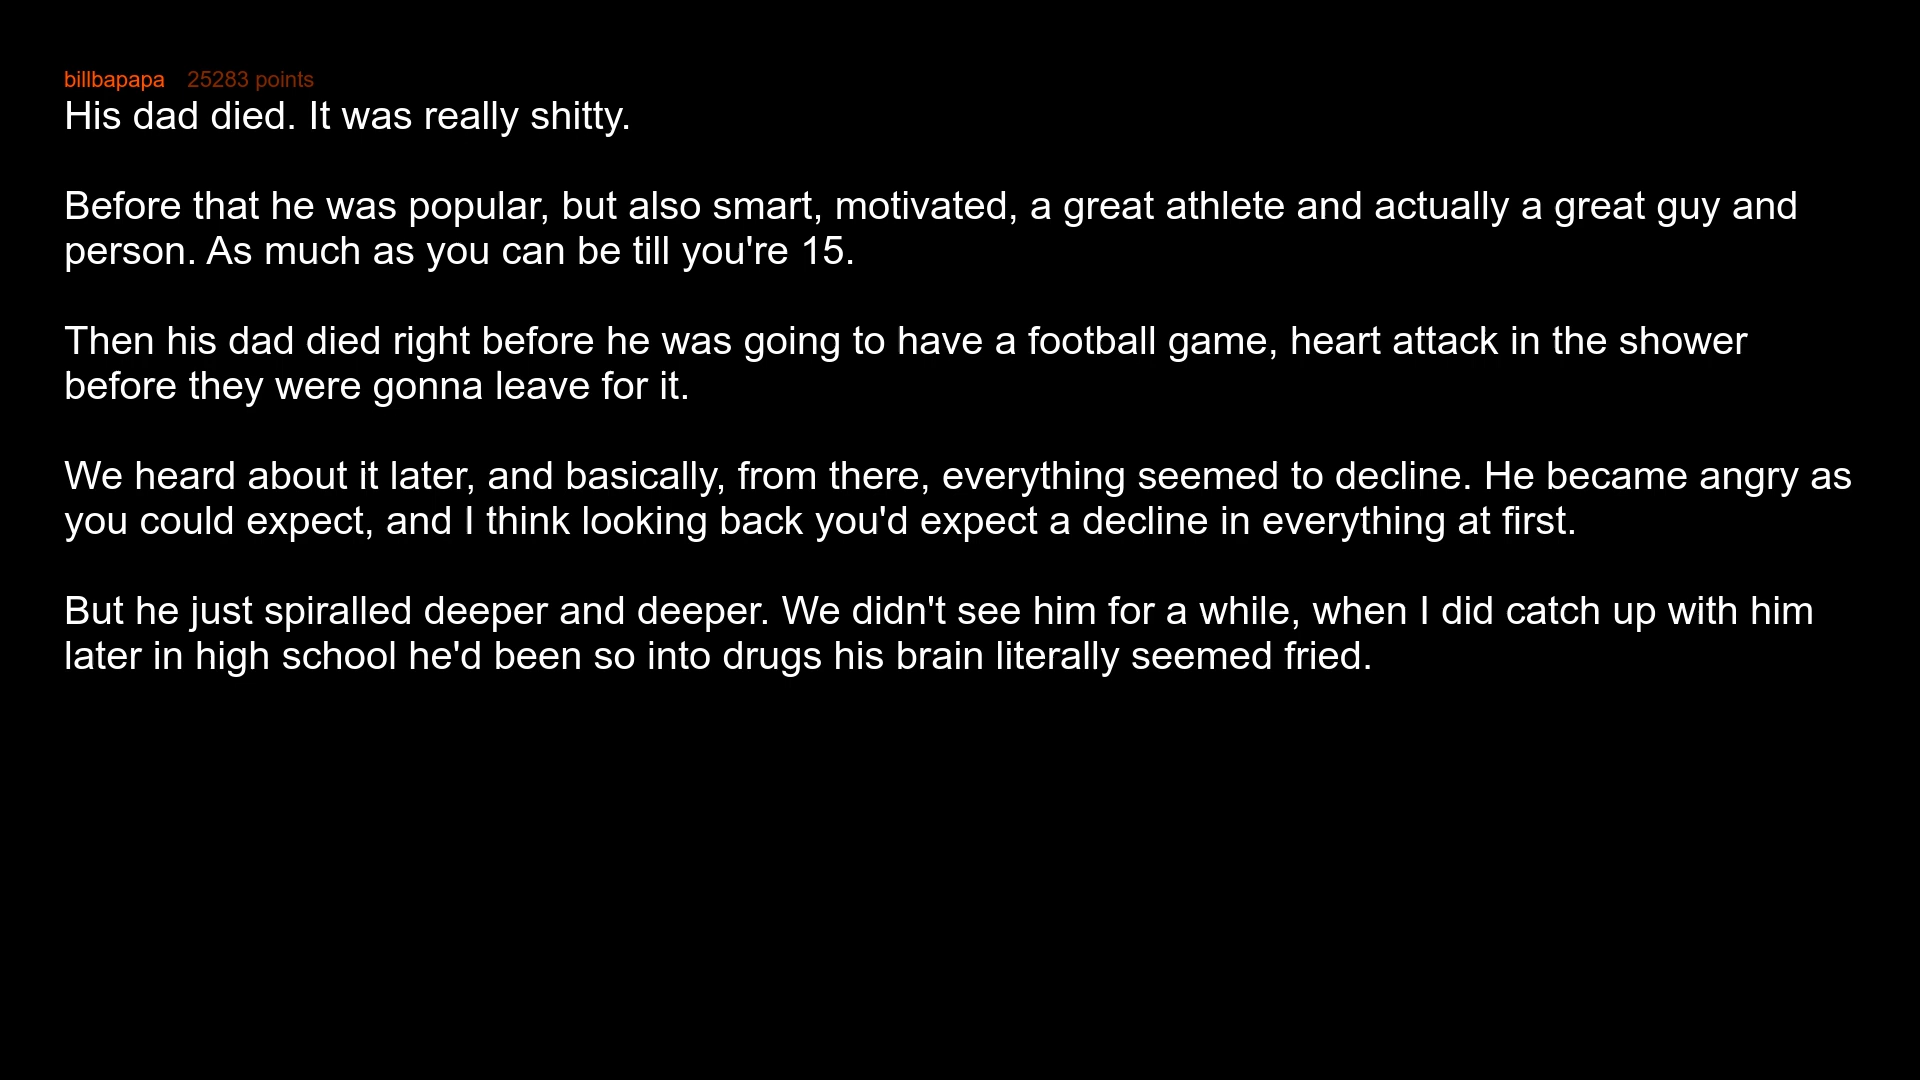 billbapapa 25283 points
His dad died. It was really shitty.
Before that he was popular, but also smart, motivated, a great athlete and actually a great guy and
person. As much as you can be till you're 15.
Then his dad died right before he was going to have a football game, heart attack in the shower
before they were gonna leave for it.
We heard about it later, and basically, from there, everything seemed to decline. He became angry as
you could expect, and I think looking back you'd expect a decline in everything at first.
But he just spiralled deeper and deeper. We didn't see him for a while, when I did catch up with him
later in high school he'd been so into drugs his brain literally seemed fried.